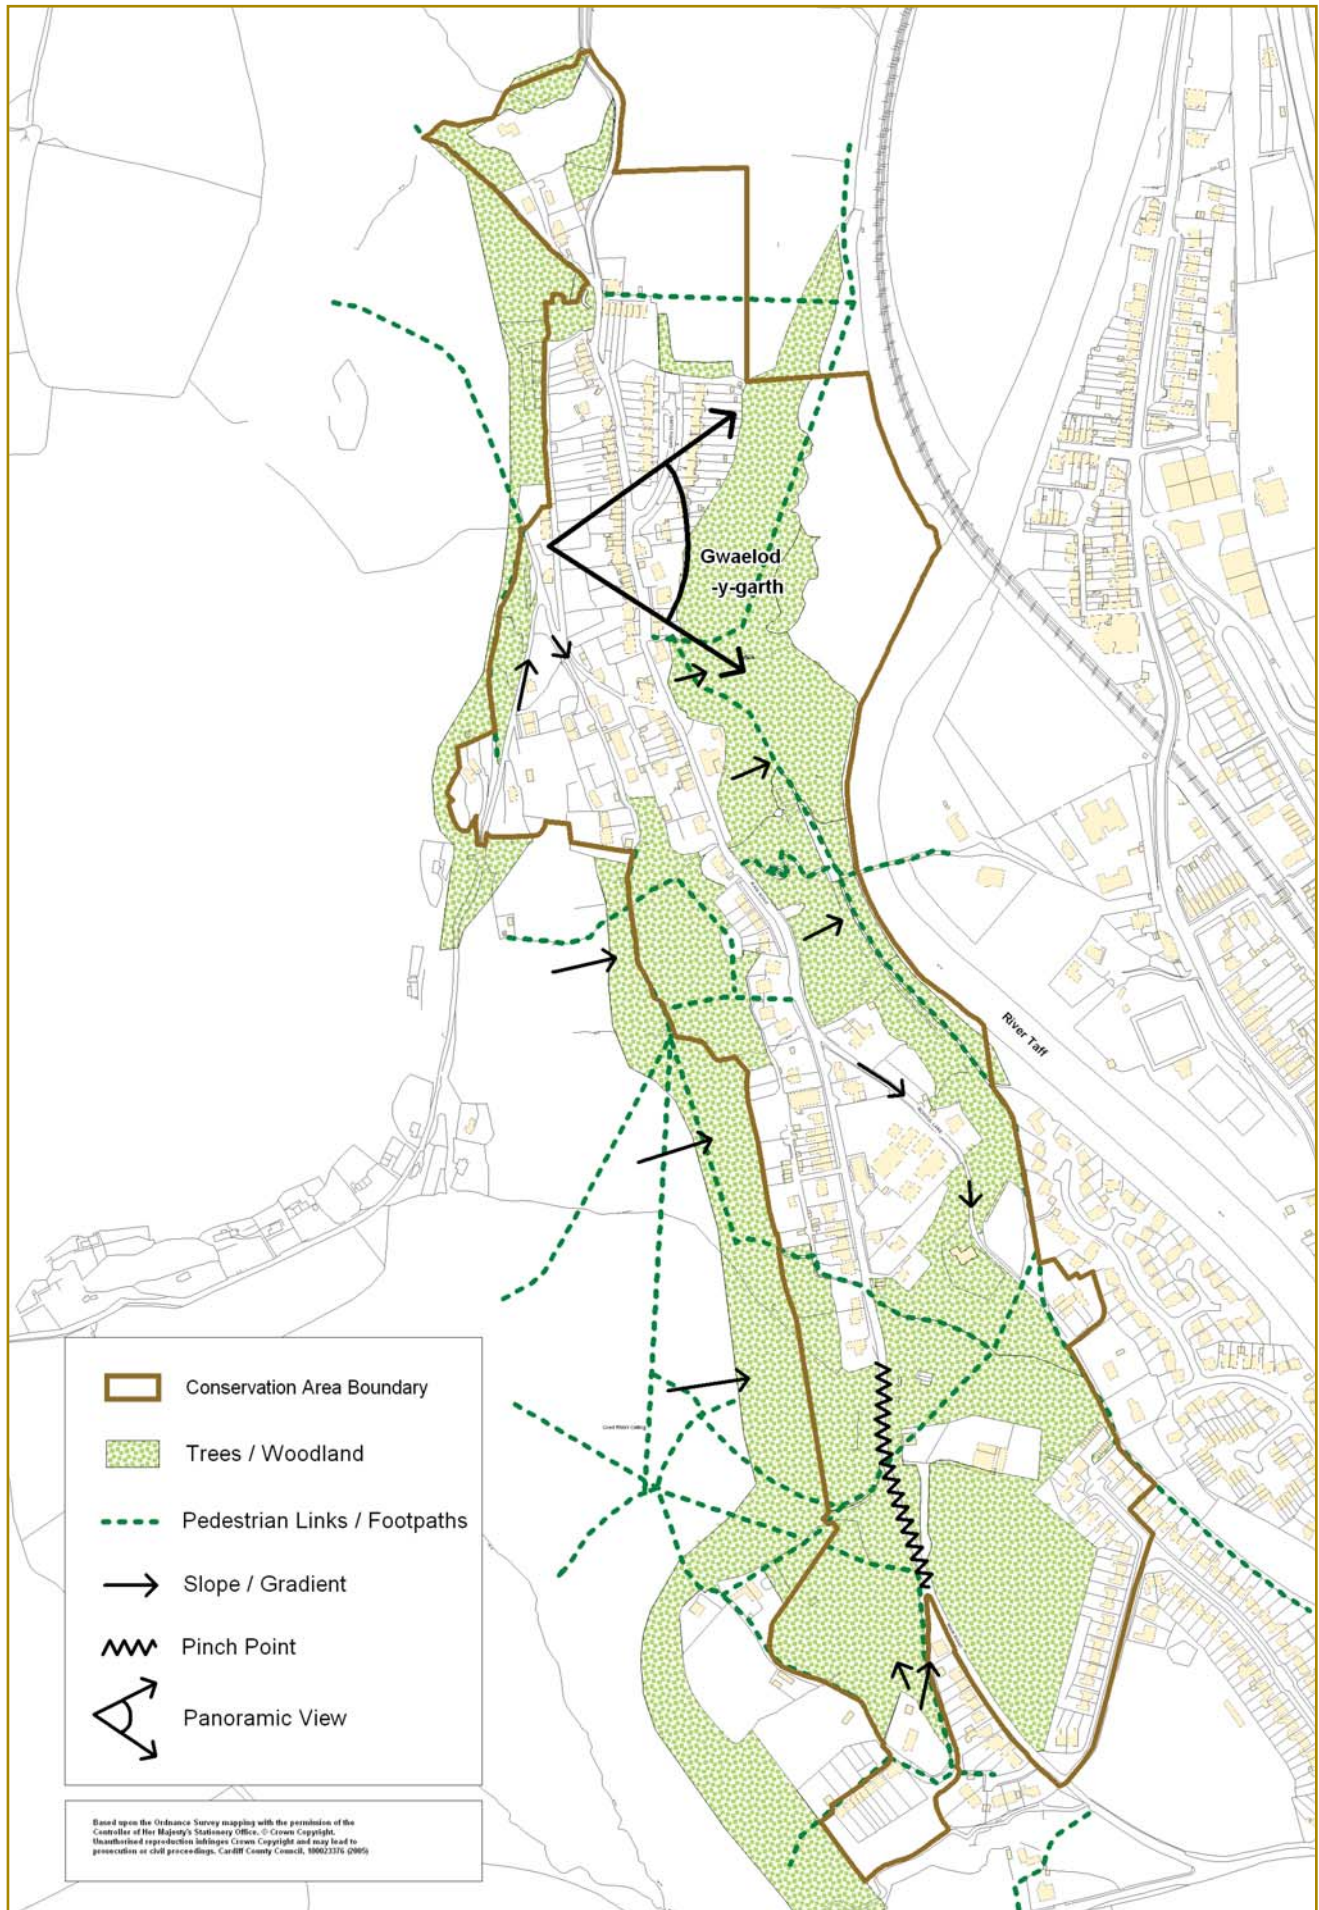 Gwaelod
-y-garth
River Taff
Conservation Area Boundary
Trees / Woodland
Pedestrian Links / Footpaths
Slope / Gradient
Pinch Point
Panoramic View
Based upon the Ordnance Survey mapping with the permission of the
Controller of Her Majesty's Stationery Office. © Crown Copyright.
Unauthorised reproduction infringes Crown Copyright and may lead to
prosecution or civil proceedings. Cardiff County Council, 100023376 (2005)